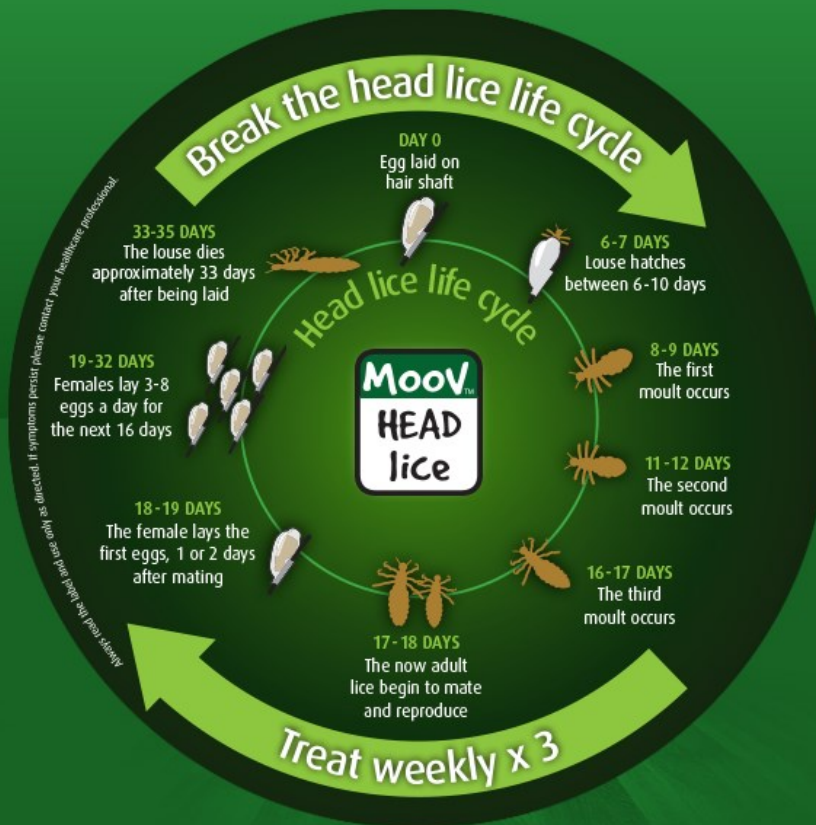 Break the head lice life cycle
DAY 0
Egg laid on
hair shaft
6-7 DAYS
Louse hatches
between 6-10 days
8-9 DAYS
The first
moult occurs
11-12 DAYS
The second
moult occurs
16-17 DAYS
The third
moult occurs
17-18 DAYS
The now adult
lice begin to mate
and reproduce
18-19 DAYS
The female lays the
first eggs, 1 or 2 days
after mating
19-32 DAYS
Females lay 3-8
eggs a day for
the next 16 days
33-35 DAYS
The louse dies
approximately 33 days
after being laid
Head lice life cycle
MooV™
HEAD
lice
Treat weekly x 3
Always read the label and use only as directed. If symptoms persist please contact your healthcare professional.